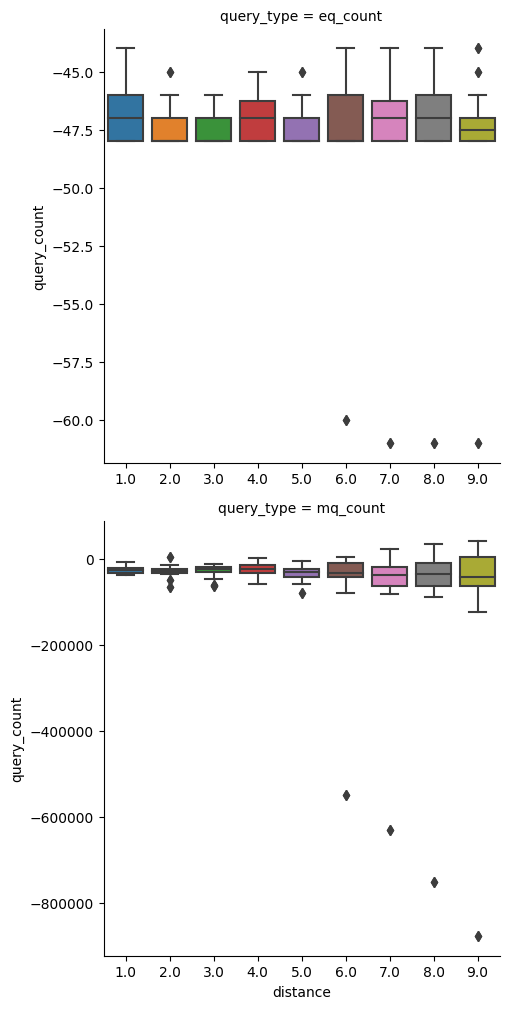 query_type = eq_count
−45.0
−47.5
−50.0
−52.5
−55.0
−57.5
−60.0
query_count
1.0 2.0 3.0 4.0 5.0 6.0 7.0 8.0 9.0
query_type = mq_count
0
−200000
−400000
−600000
−800000
query_count
1.0 2.0 3.0 4.0 5.0 6.0 7.0 8.0 9.0
distance